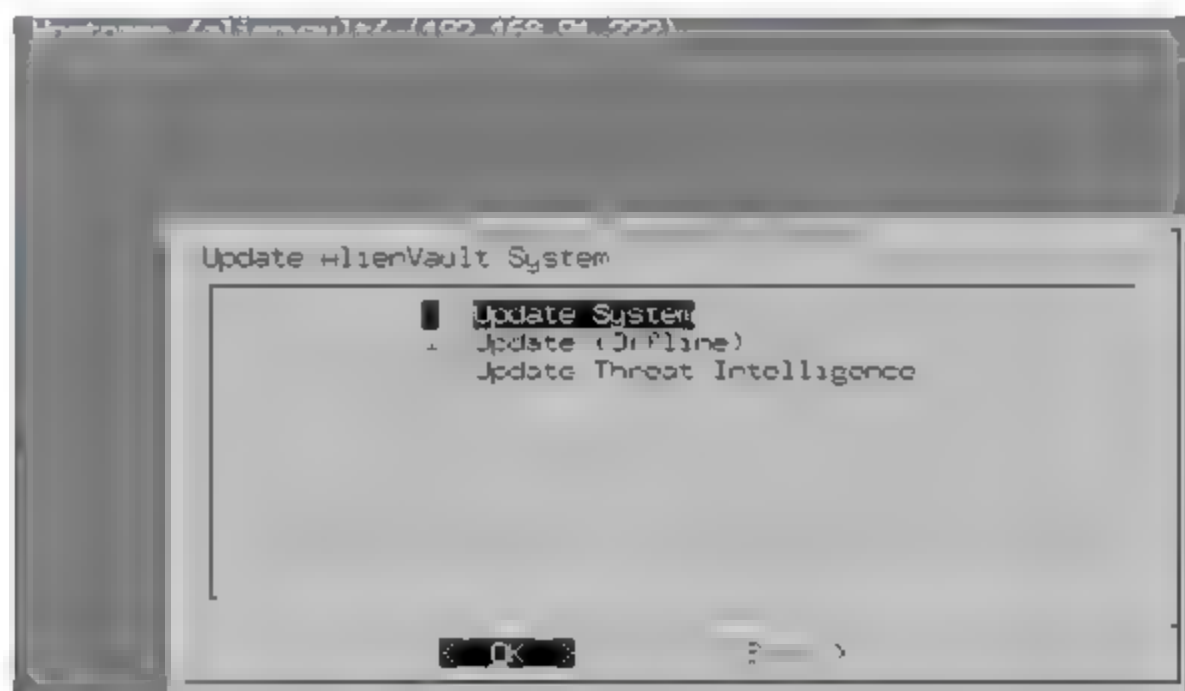 Update AlienVault System
Update System
Update (Offline)
Update Threat Intelligence
< OK >